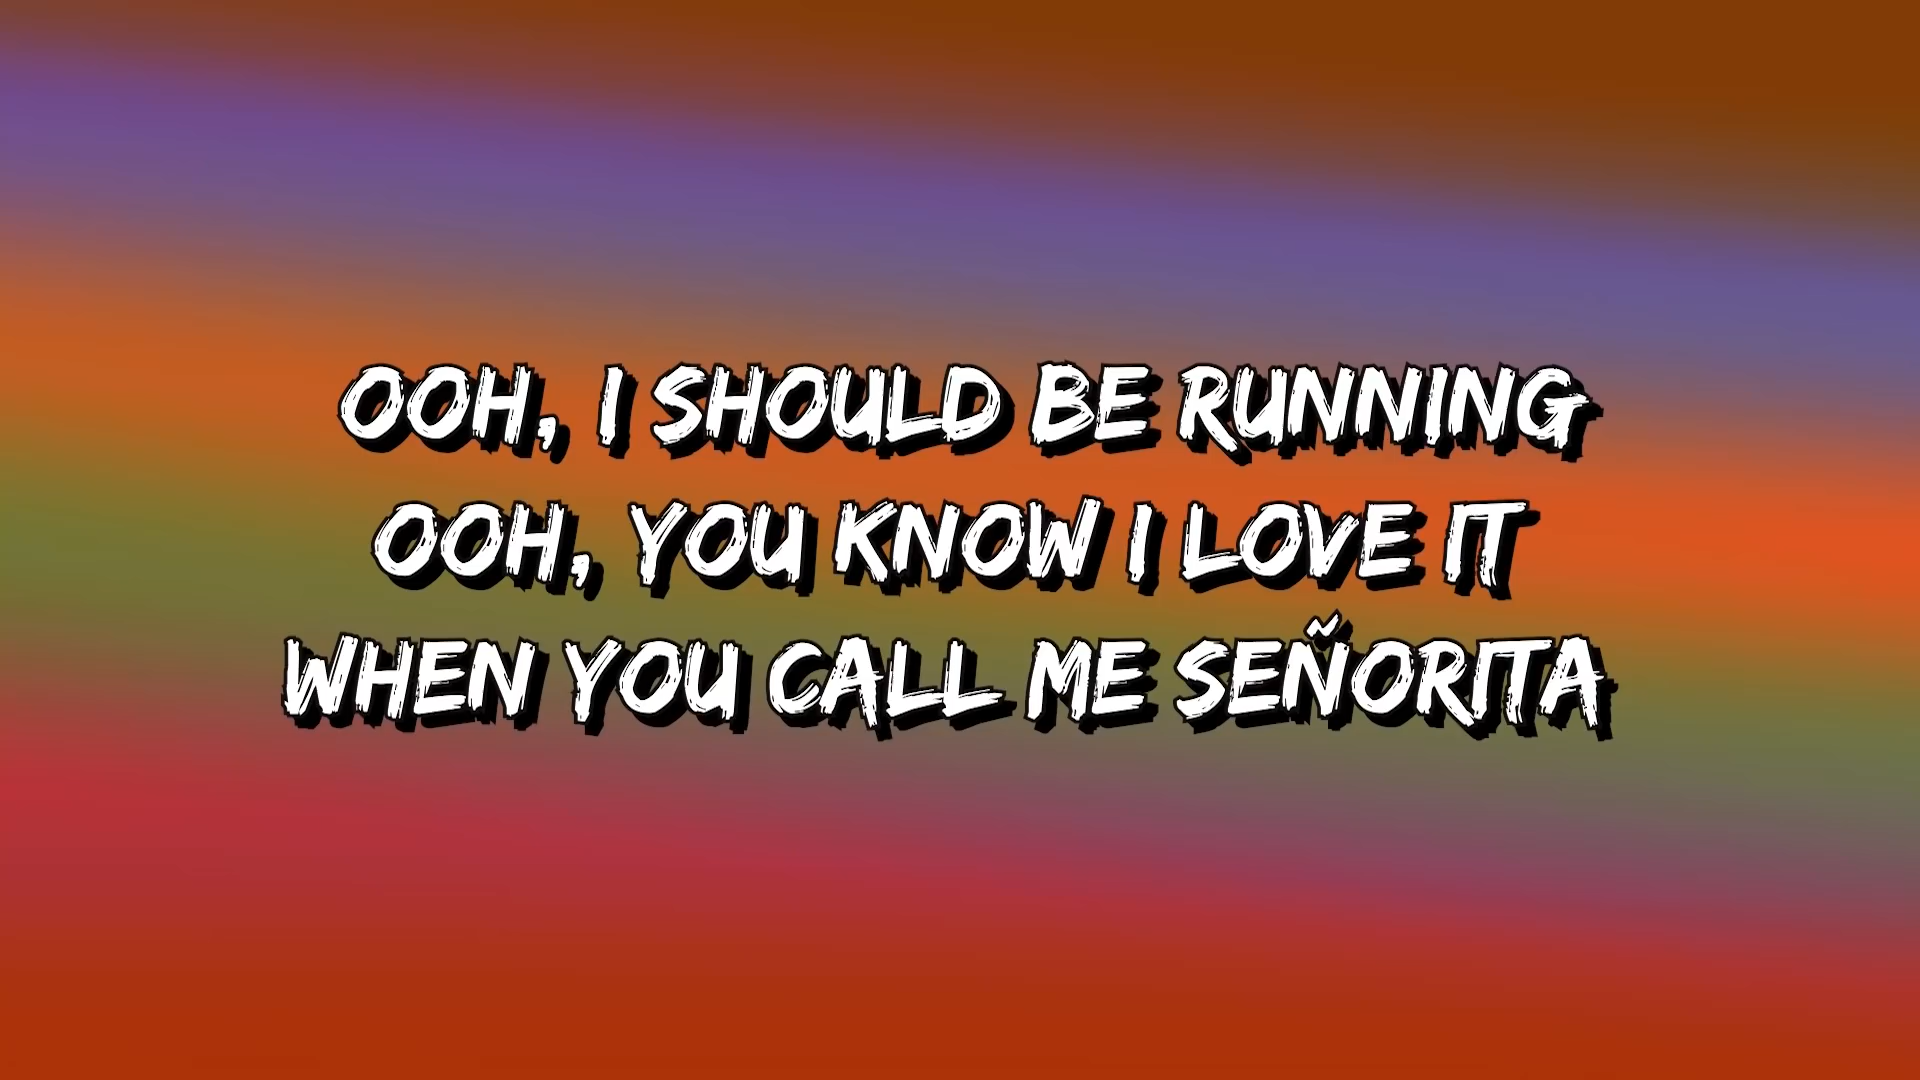 OOH, I SHOULD BE RUNNING
OOH, YOU KNOW I LOVE IT
WHEN YOU CALL ME SEÑORITA